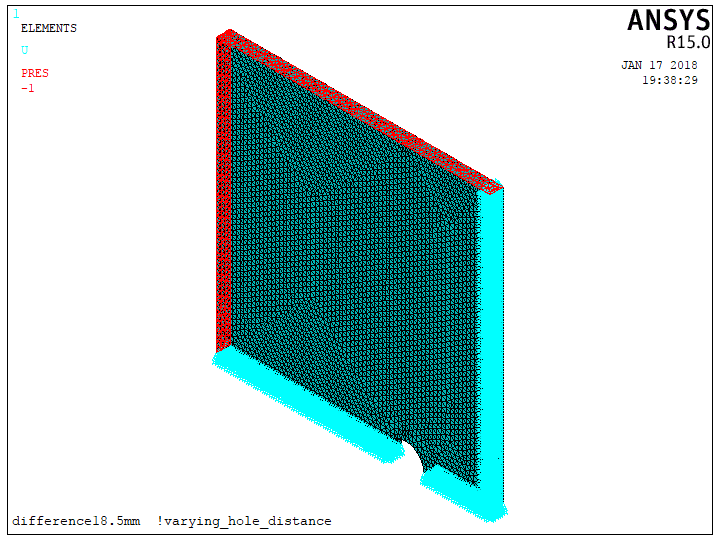 1
ELEMENTS
U
PRES
-1
ANSYS
R15.0
JAN 17 2018
19:38:29
difference18.5mm  !varying_hole_distance